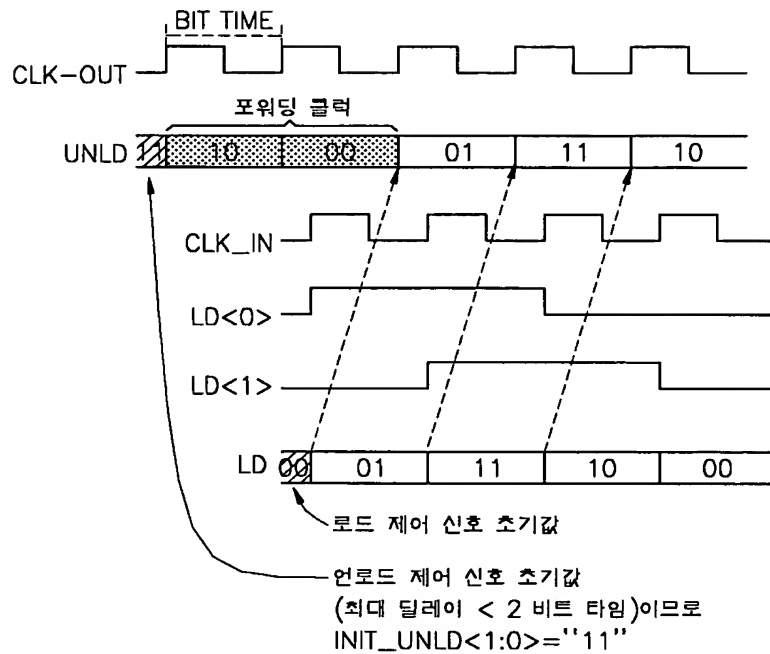 BIT TIME
CLK-OUT
포워딩 클럭
UNLD 11 10 00 01 11 10
CLK_IN
LD<0>
LD<1>
LD 00 01 11 10 00
로드 제어 신호 초기값
언로드 제어 신호 초기값
(최대 딜레이 < 2 비트 타임)이므로
INIT_UNLD<1:0>="11"